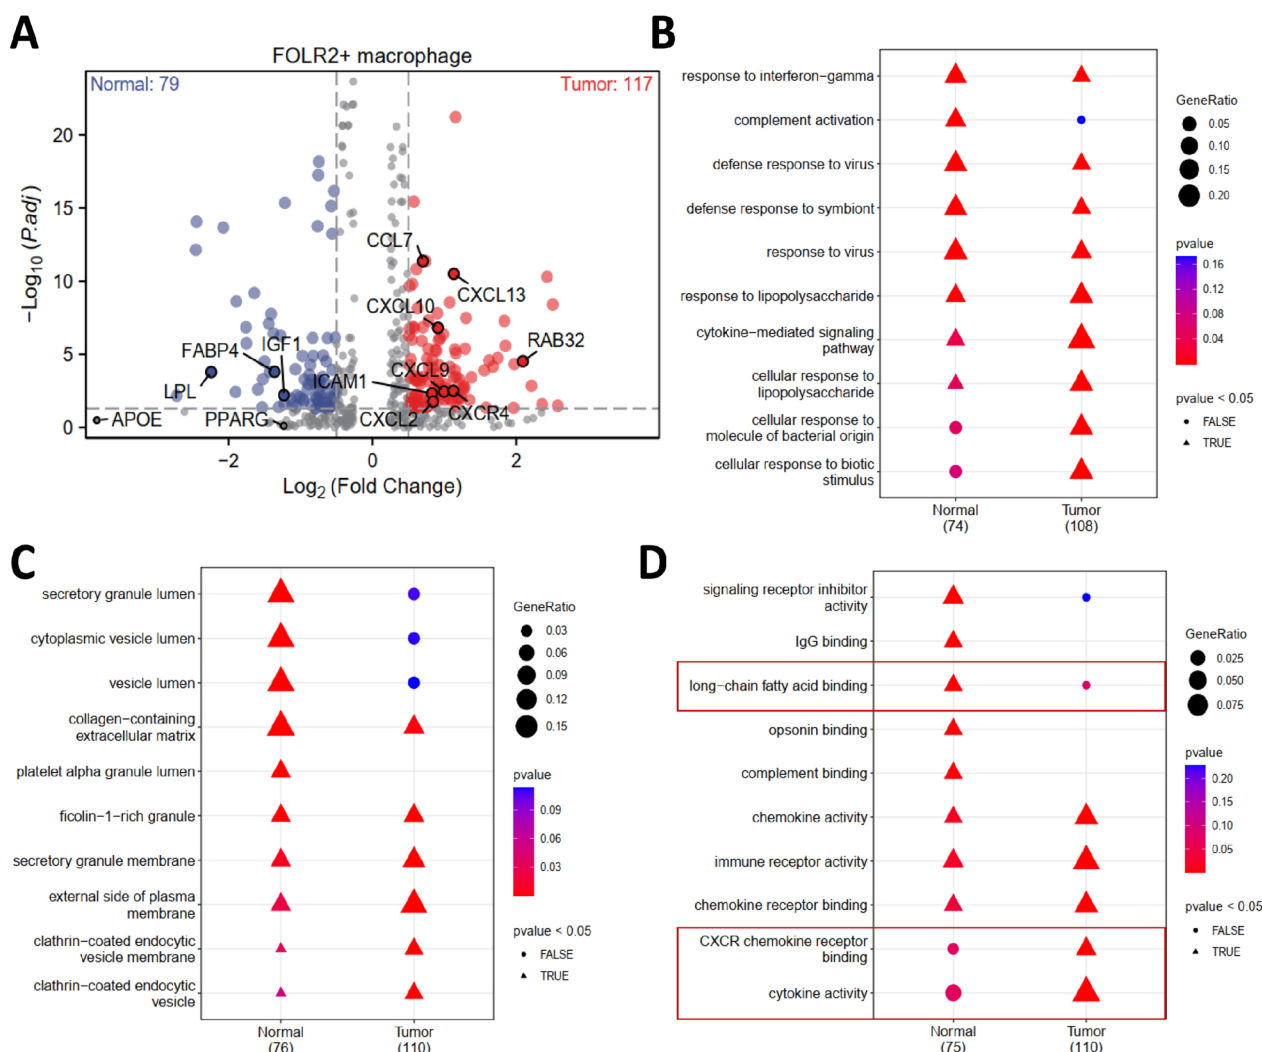 A
FOLR2+ macrophage
Normal: 79
Tumor: 117
−Log10 (P.adj)
20
15
10
5
0
CCL7
CXCL13
CXCL10
RAB32
FABP4
IGF1
LPL
ICAM1
CXCL9
CXCL2
CXCR4
APOE
PPARG
−2
0
2
Log2 (Fold Change)
B
response to interferon−gamma
complement activation
defense response to virus
defense response to symbiont
response to virus
response to lipopolysaccharide
cytokine−mediated signaling
pathway
cellular response to
lipopolysaccharide
cellular response to
molecule of bacterial origin
cellular response to biotic
stimulus
Normal
(74)
Tumor
(108)
GeneRatio
0.05
0.10
0.15
0.20
pvalue
0.16
0.12
0.08
0.04
pvalue < 0.05
FALSE
TRUE
C
secretory granule lumen
cytoplasmic vesicle lumen
vesicle lumen
collagen−containing
extracellular matrix
platelet alpha granule lumen
ficolin−1−rich granule
secretory granule membrane
external side of plasma
membrane
clathrin−coated endocytic
vesicle membrane
clathrin−coated endocytic
vesicle
Normal
(76)
Tumor
(110)
GeneRatio
0.03
0.06
0.09
0.12
0.15
pvalue
0.09
0.06
0.03
pvalue < 0.05
FALSE
TRUE
D
signaling receptor inhibitor
activity
IgG binding
long−chain fatty acid binding
opsonin binding
complement binding
chemokine activity
immune receptor activity
chemokine receptor binding
CXCR chemokine receptor
binding
cytokine activity
Normal
(75)
Tumor
(110)
GeneRatio
0.025
0.050
0.075
pvalue
0.20
0.15
0.10
0.05
pvalue < 0.05
FALSE
TRUE